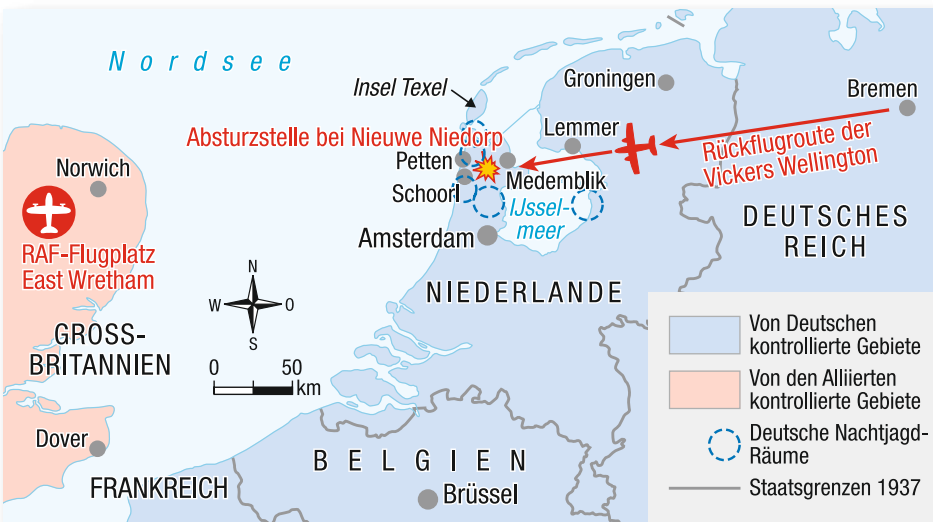 Nordsee
Insel Texel
Groningen
Bremen
Absturzstelle bei Nieuwe Niedorp
Lemmer
Rückflugroute der
Vickers Wellington
Norwich
Petten
Medemblik
Schoorl
IJssel-
meer
RAF-Flugplatz
East Wretham
Amsterdam
DEUTSCHES
REICH
N
W O
S
NIEDERLANDE
GROSS-
BRITANNIEN
0 50
km
Dover
FRANKREICH
BELGIEN
Brüssel
Von Deutschen
kontrollierte Gebiete
Von den Alliierten
kontrollierte Gebiete
Deutsche Nachtjagd-
Räume
Staatsgrenzen 1937